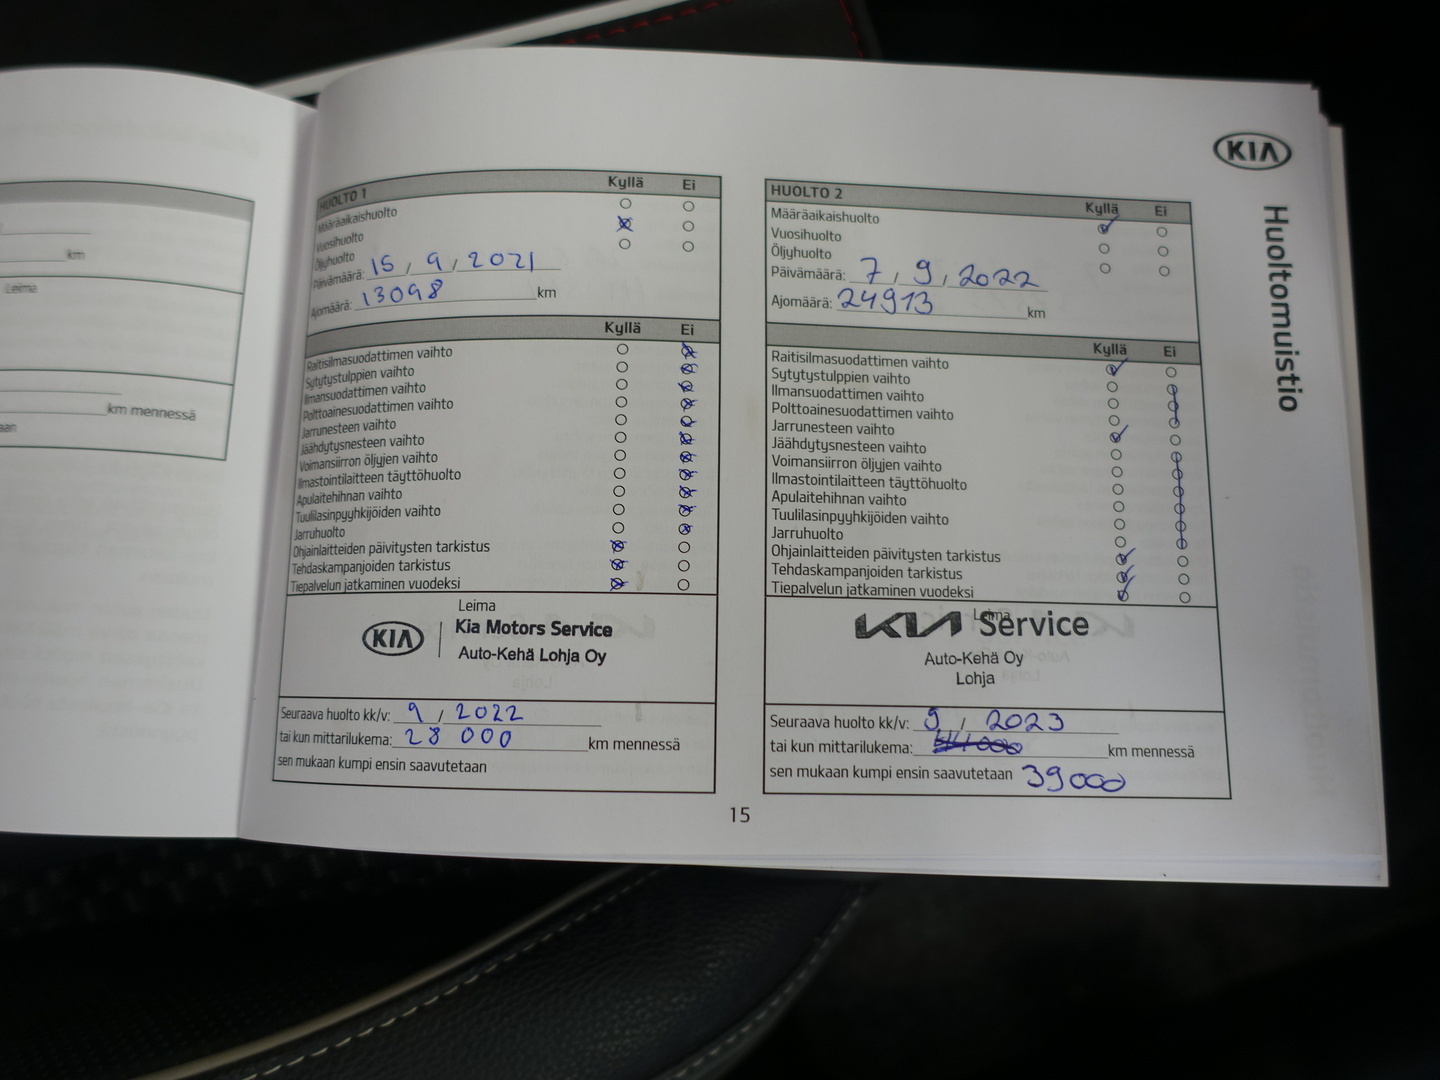 km
Leima
km mennessä
KIA
Huoltomuistio
HUOLTO 1 Kyllä Ei
Määräaikaishuolto
Vuosihuolto
Öljyhuolto
Päivämäärä: 15 / 9 / 2021
Ajomäärä: 13098 km
Kyllä Ei
Raitisilmasuodattimen vaihto
Sytytystulppien vaihto
Ilmansuodattimen vaihto
Polttoainesuodattimen vaihto
Jarrunesteen vaihto
Jäähdytysnesteen vaihto
Voimansiirron öljyjen vaihto
Ilmastointilaitteen täyttöhuolto
Apulaitehihnan vaihto
Tuulilasinpyyhkijöiden vaihto
Jarruhuolto
Ohjainlaitteiden päivitysten tarkistus
Tehdaskampanjoiden tarkistus
Tiepalvelun jatkaminen vuodeksi
Leima
KIA Kia Motors Service
Auto-Kehä Lohja Oy
Seuraava huolto kk/v: 9 / 2022
tai kun mittarilukema: 28 000 km mennessä
sen mukaan kumpi ensin saavutetaan
HUOLTO 2 Kyllä Ei
Määräaikaishuolto
Vuosihuolto
Öljyhuolto
Päivämäärä: 7 / 9 / 2022
Ajomäärä: 24913 km
Kyllä Ei
Raitisilmasuodattimen vaihto
Sytytystulppien vaihto
Ilmansuodattimen vaihto
Polttoainesuodattimen vaihto
Jarrunesteen vaihto
Jäähdytysnesteen vaihto
Voimansiirron öljyjen vaihto
Ilmastointilaitteen täyttöhuolto
Apulaitehihnan vaihto
Tuulilasinpyyhkijöiden vaihto
Jarruhuolto
Ohjainlaitteiden päivitysten tarkistus
Tehdaskampanjoiden tarkistus
Tiepalvelun jatkaminen vuodeksi
Leima
KIA Service
Auto-Kehä Oy
Lohja
Seuraava huolto kk/v: 9 / 2023
tai kun mittarilukema: km mennessä
sen mukaan kumpi ensin saavutetaan 39000
15